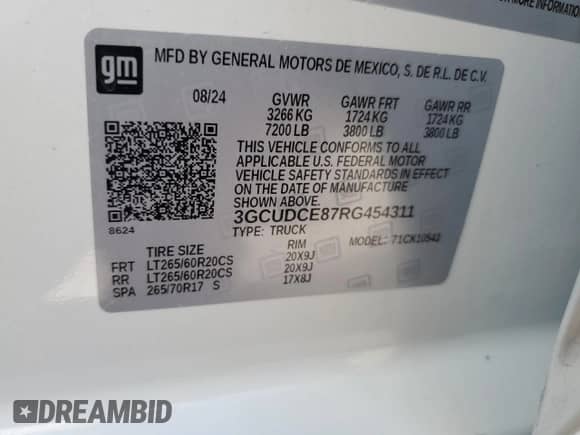 R MORE INFORMATION
gm
MFD BY GENERAL MOTORS DE MEXICO, S. DE R.L. DE C.V.
08/24 GVWR GAWR FRT GAWR RR
3266 KG 1724 KG 1724 KG
7200 LB 3800 LB 3800 LB
THIS VEHICLE CONFORMS TO ALL
APPLICABLE U.S. FEDERAL MOTOR
VEHICLE SAFETY STANDARDS IN EFFECT
ON THE DATE OF MANUFACTURE
SHOWN ABOVE.
3GCUDCE87RG454311
8624
TYPE: TRUCK MODEL: 71CK10543
TIRE SIZE RIM
FRT LT265/60R20CS 20X9J
RR LT265/60R20CS 20X9J
SPA 265/70R17 S 17X8J
DREAMBID